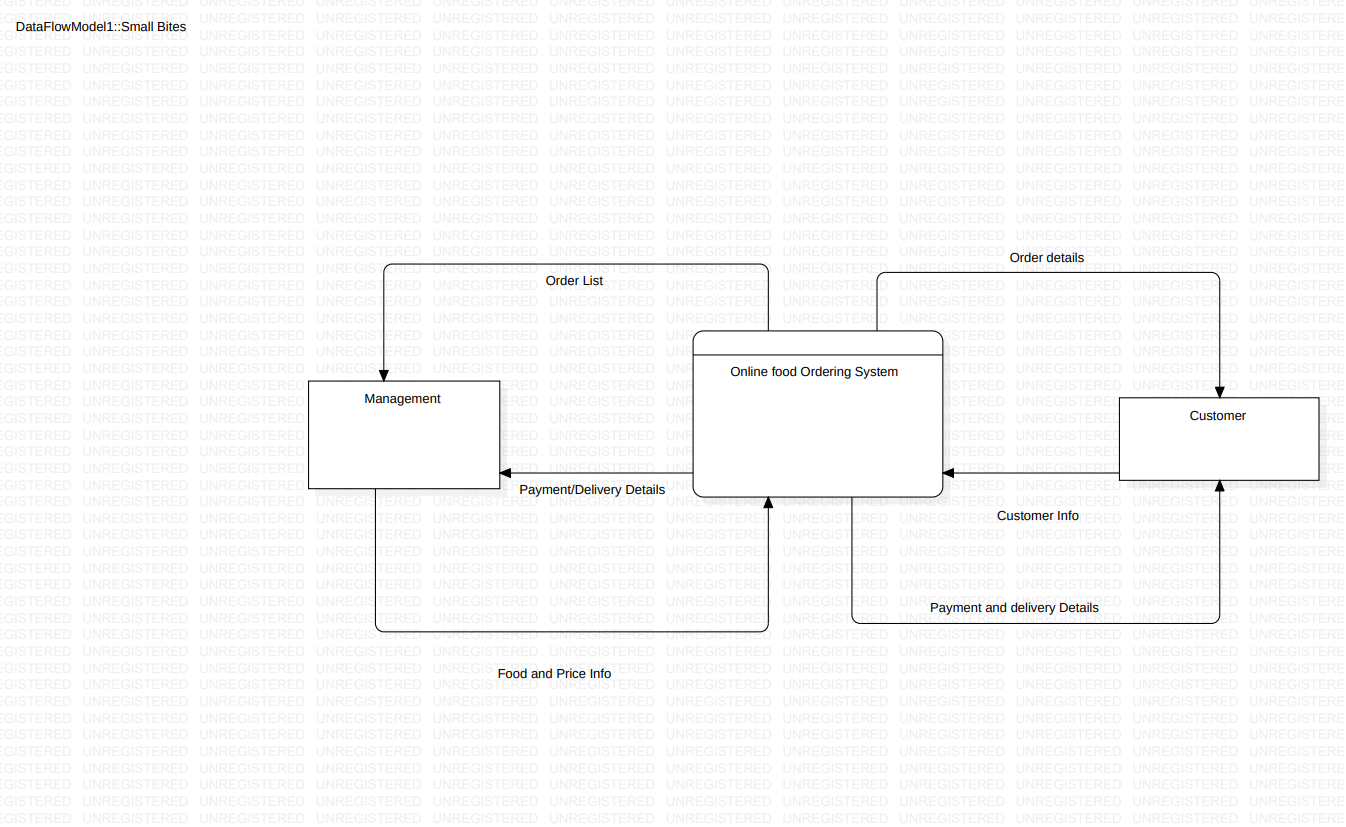 DataFlowModel1::Small Bites
Order details
Order List
Online food Ordering System
Management
Customer
Payment/Delivery Details
Customer Info
Payment and delivery Details
Food and Price Info
UNREGISTERED